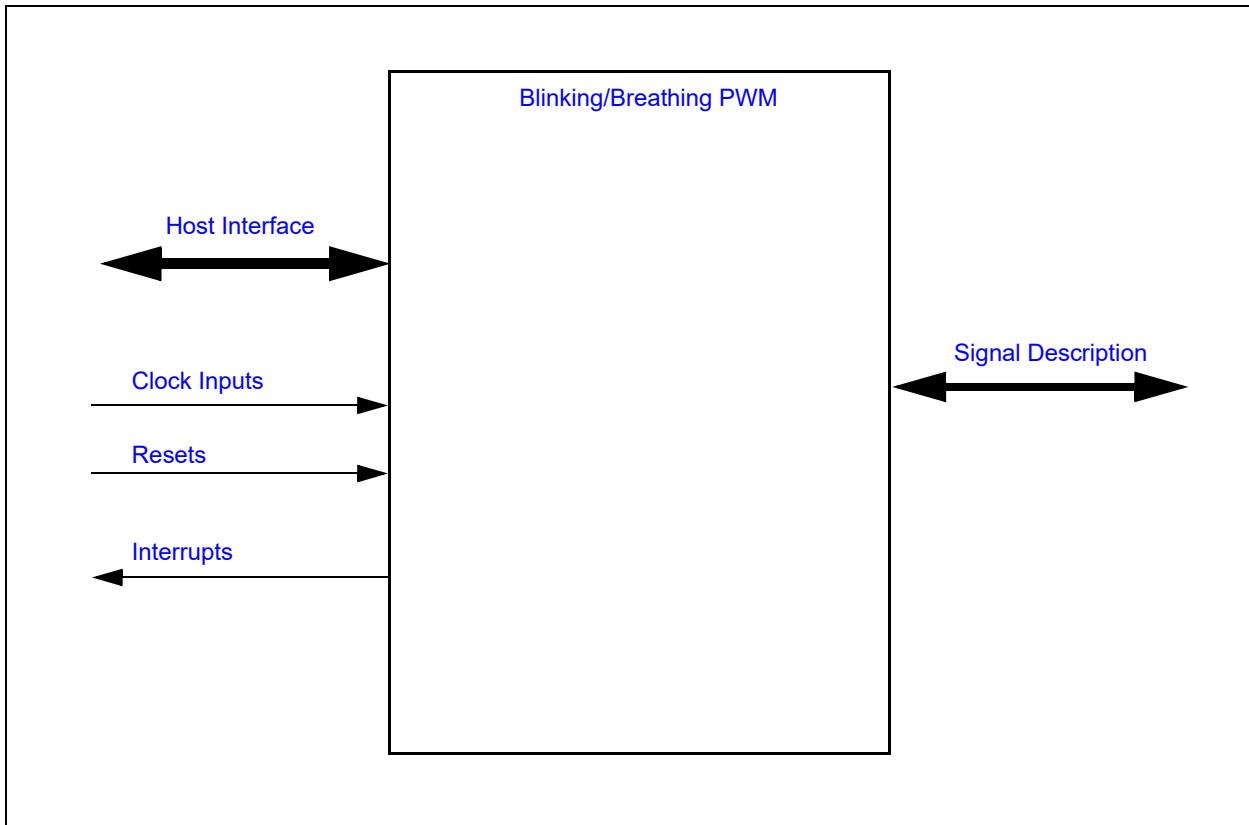 Blinking/Breathing PWM
Host Interface
Signal Description
Clock Inputs
Resets
Interrupts